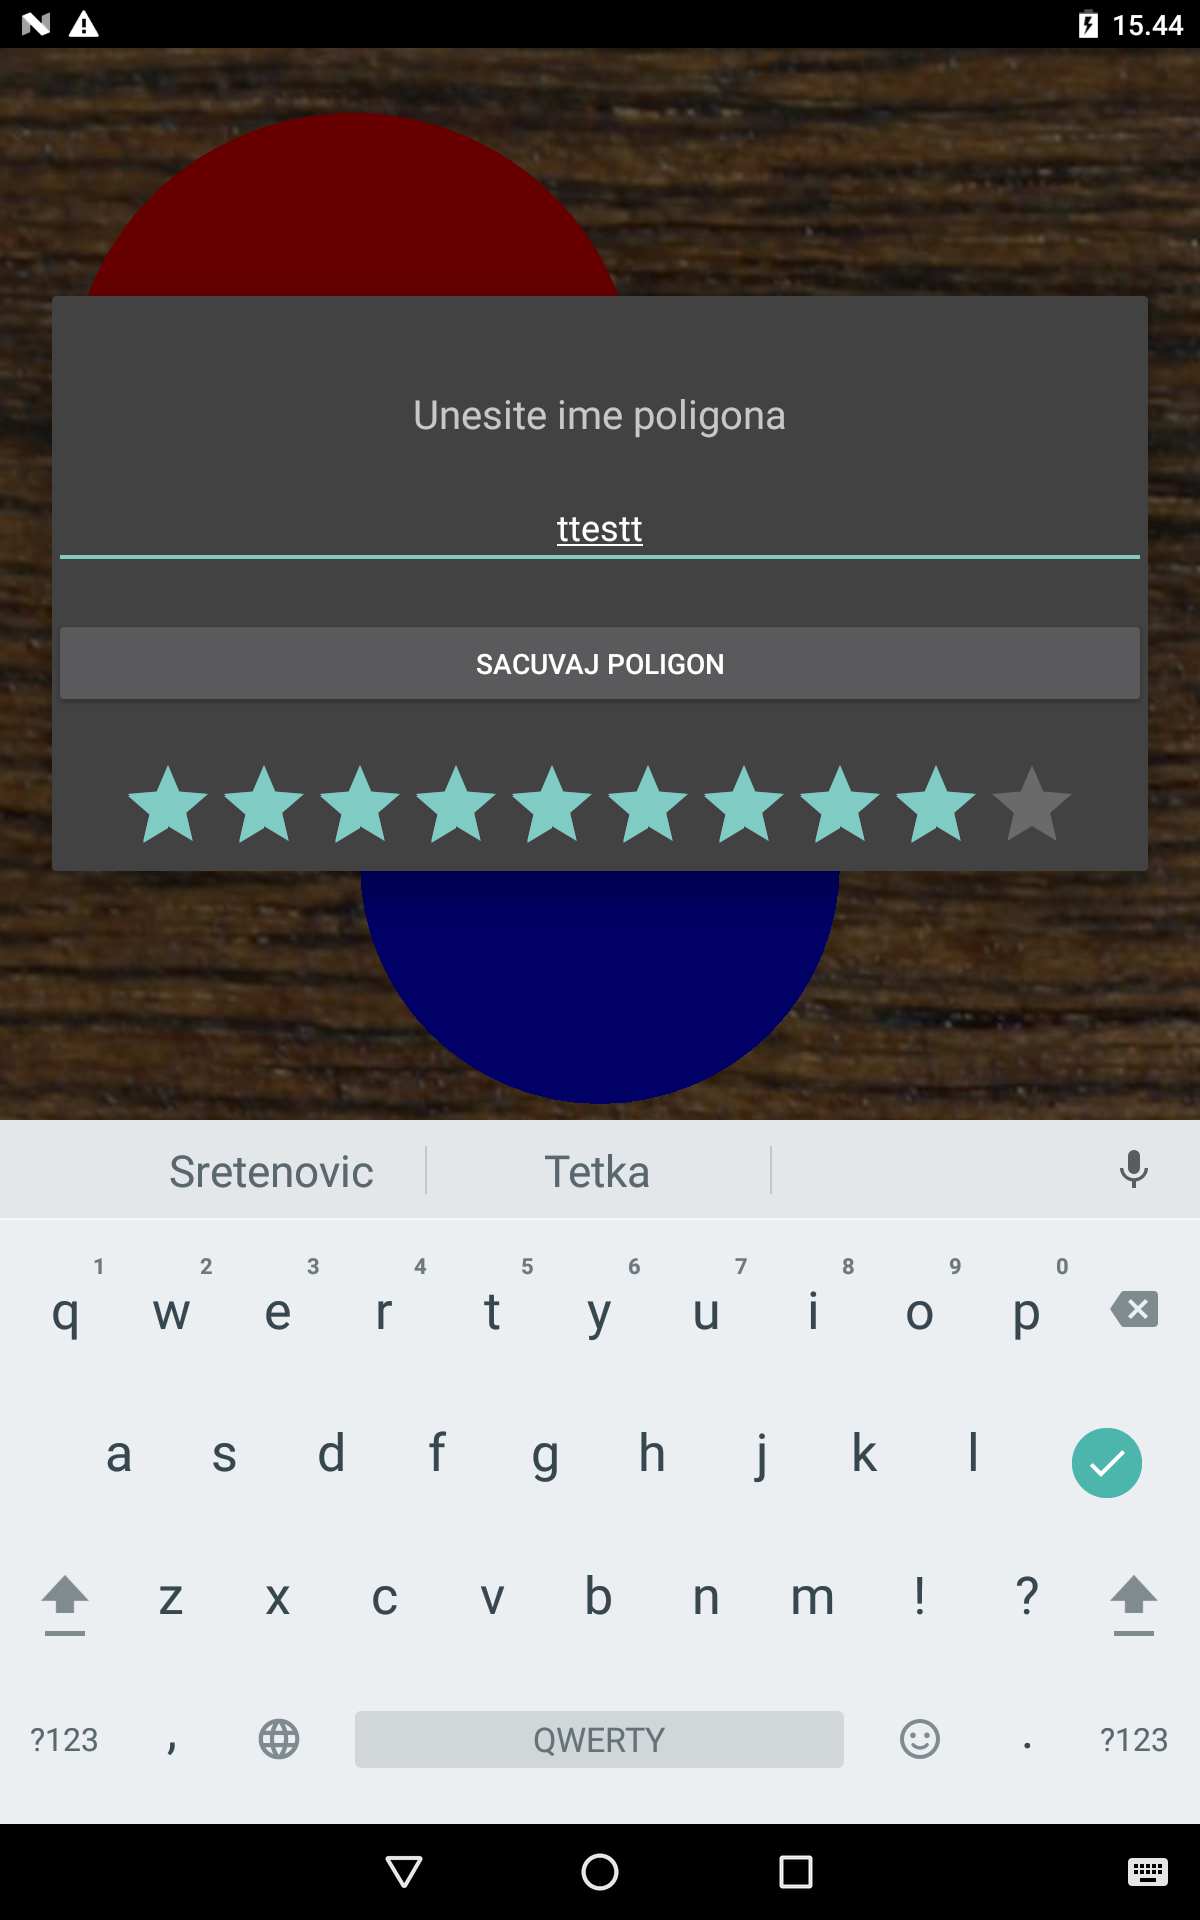 15.44
Unesite ime poligona
ttestt
SACUVAJ POLIGON
Sretenovic Tetka
1 2 3 4 5 6 7 8 9 0
q w e r t y u i o p
a s d f g h j k l
z x c v b n m ! ?
?123 , QWERTY . ?123